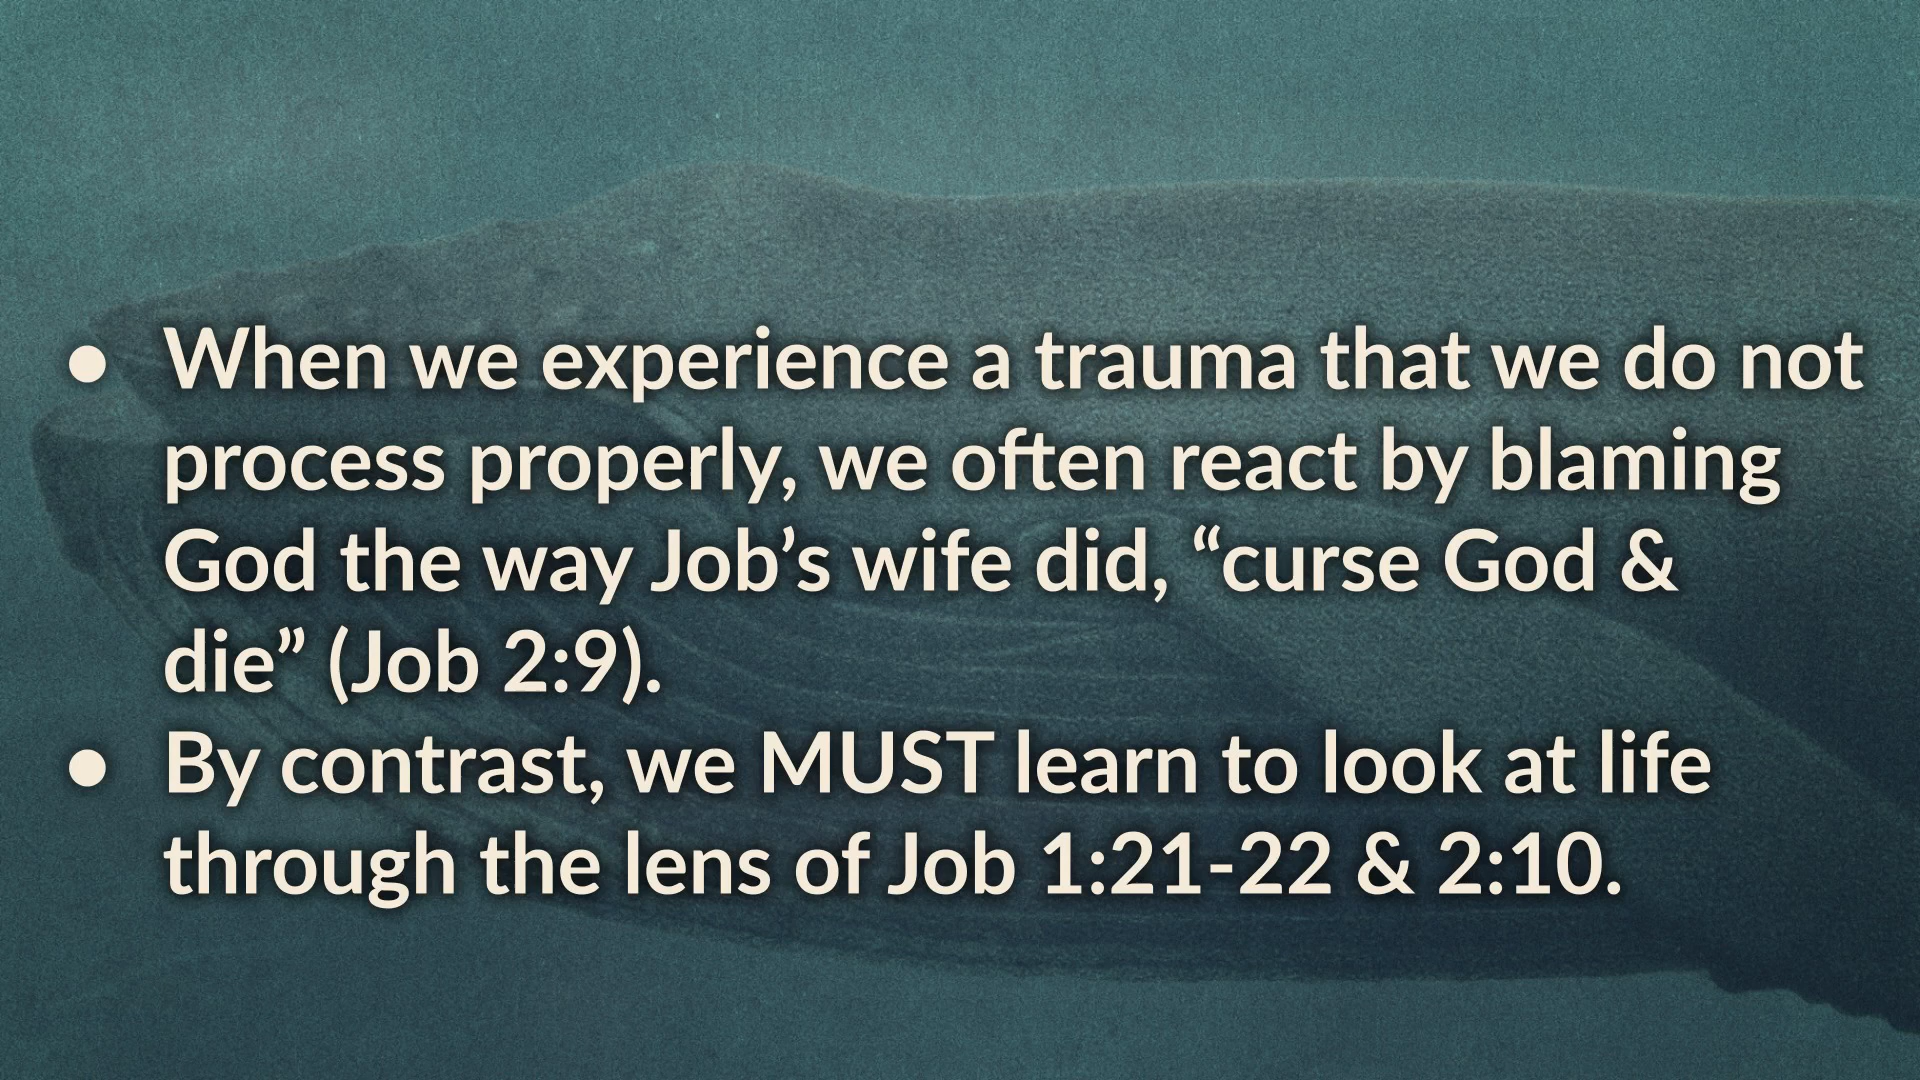 ● When we experience a trauma that we do not
process properly, we often react by blaming
God the way Job’s wife did, “curse God &
die” (Job 2:9).
● By contrast, we MUST learn to look at life
through the lens of Job 1:21-22 & 2:10.